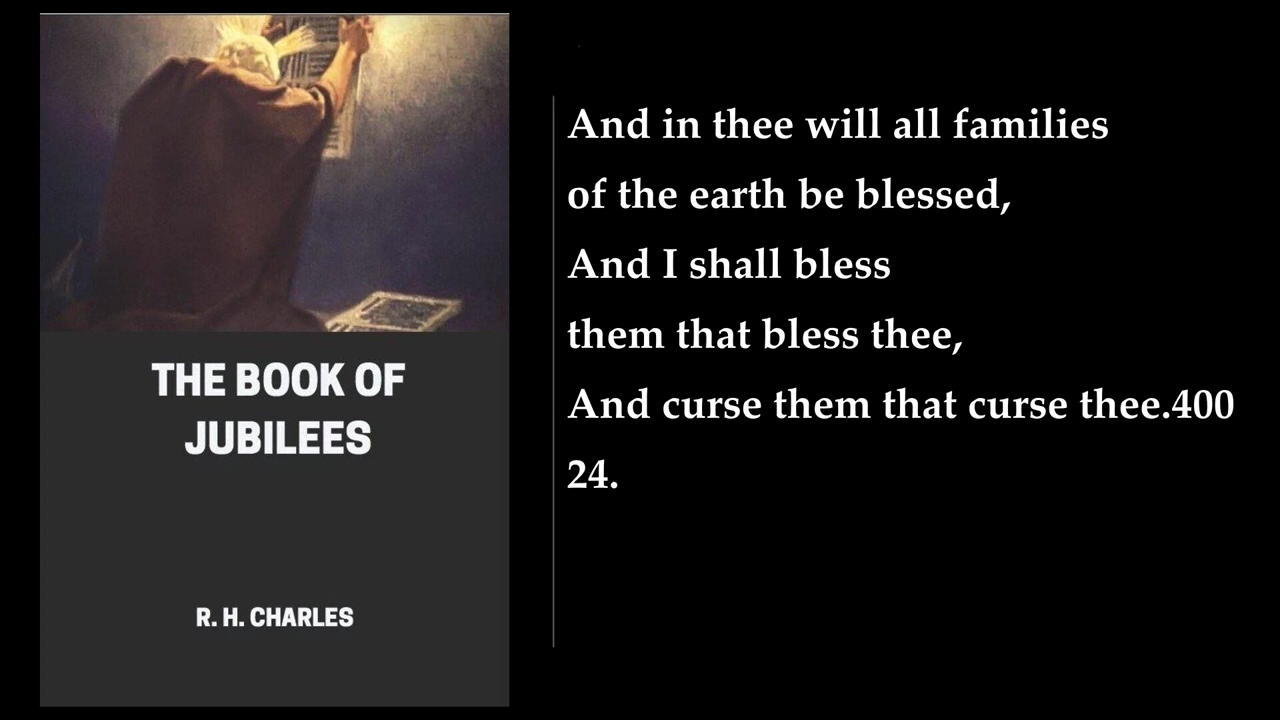 THE BOOK OF
JUBILEES
R. H. CHARLES
And in thee will all families
of the earth be blessed,
And I shall bless
them that bless thee,
And curse them that curse thee.400
24.